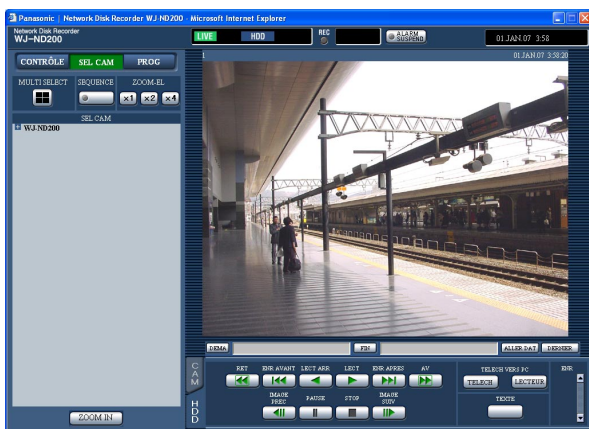 Panasonic | Network Disk Recorder WJ-ND200 - Microsoft Internet Explorer
Network Disk Recorder
WJ-ND200
LIVE HDD REC ALARM SUSPEND 01.JAN.07 3:58
CONTRÔLE SEL CAM PROG
1 01.JAN.07 3:58:20
MULTI SELECT SEQUENCE ZOOM-EL
x1 x2 x4
SEL CAM
WJ-ND200
DEMA FIN ALLER DAT DERNIER
CAM
HDD
RET ENR AVANT LECT ARR LECT ENR APRES AV
IMAGE PREC PAUSE STOP IMAGE SUIV
TELECH VERS PC
TELECH LECTEUR
TEXTE
ENR
ZOOM IN